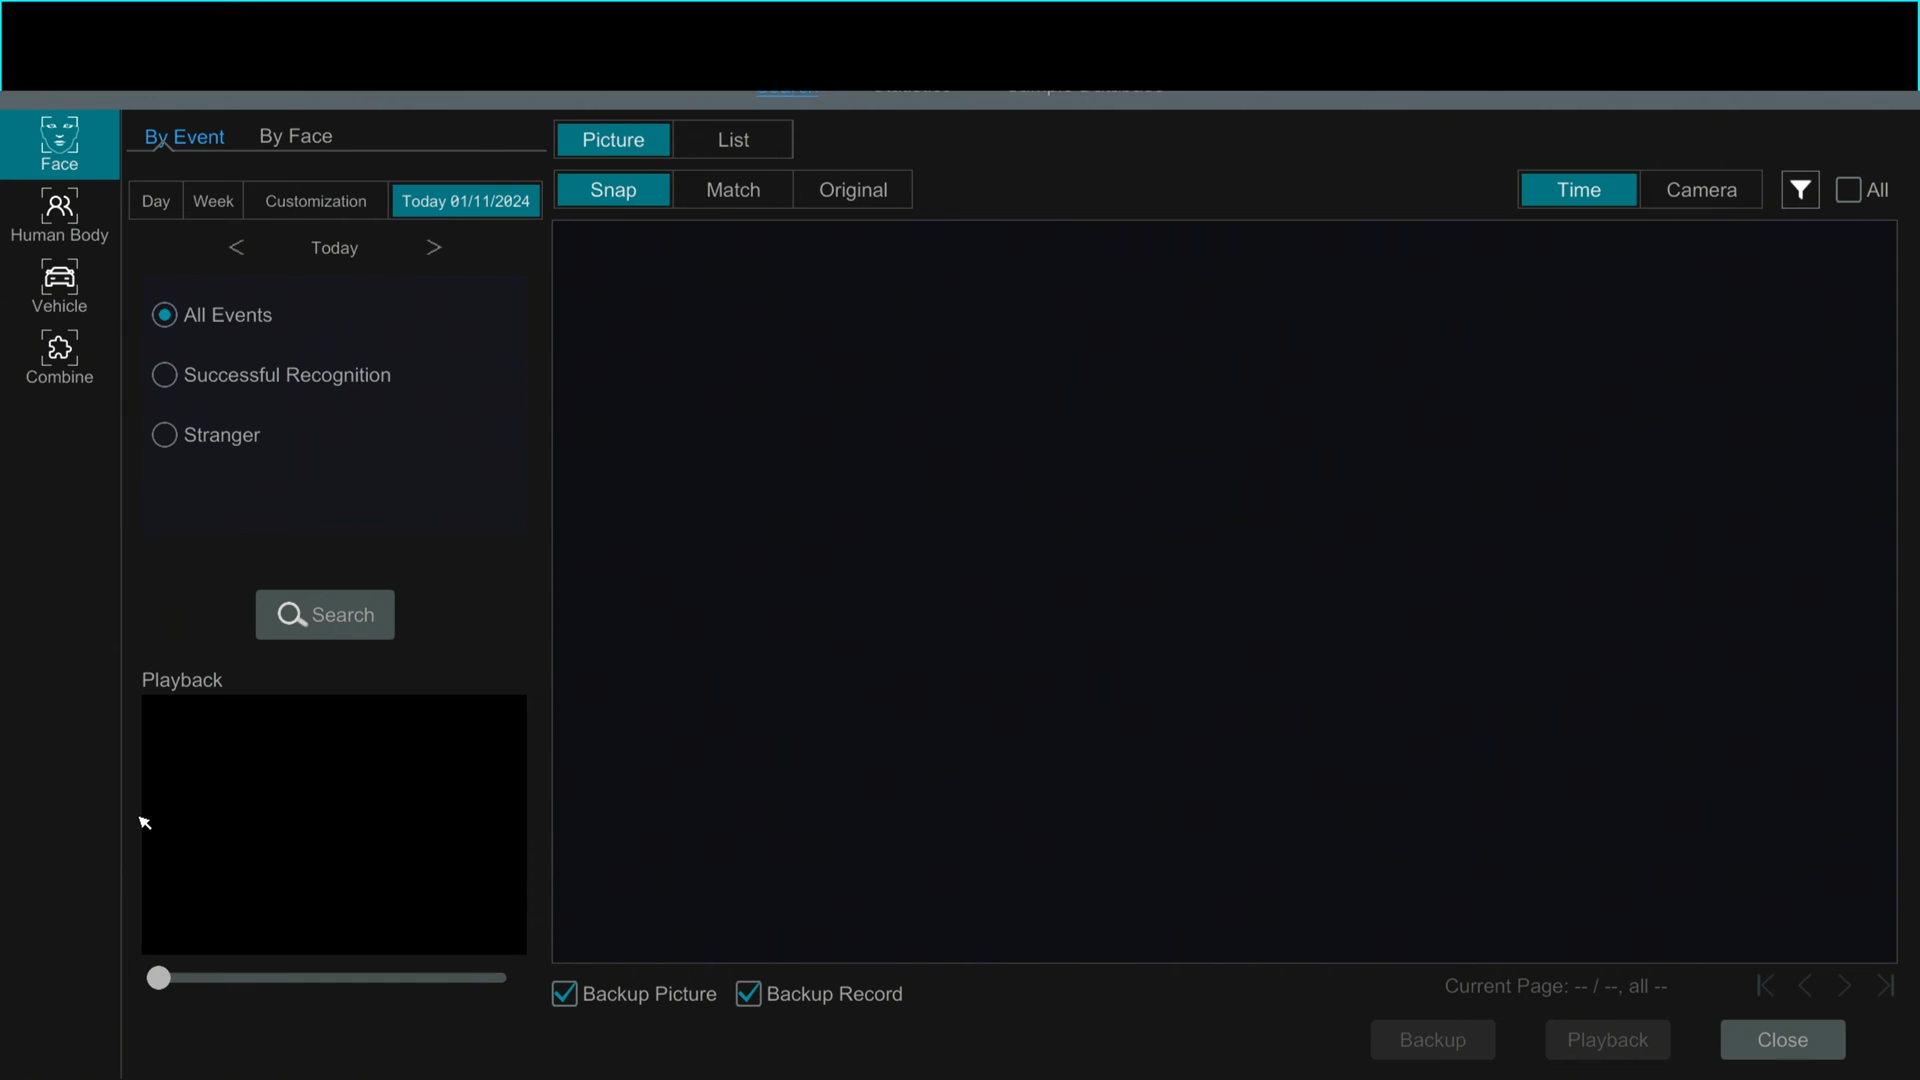 Face
Human Body
Vehicle
Combine
By Event By Face
Day Week Customization Today 01/11/2024
< Today >
All Events
Successful Recognition
Stranger
Search
Playback
Picture List
Snap Match Original
Time Camera All
Backup Picture Backup Record
Current Page: -- / --, all --
Backup Playback Close